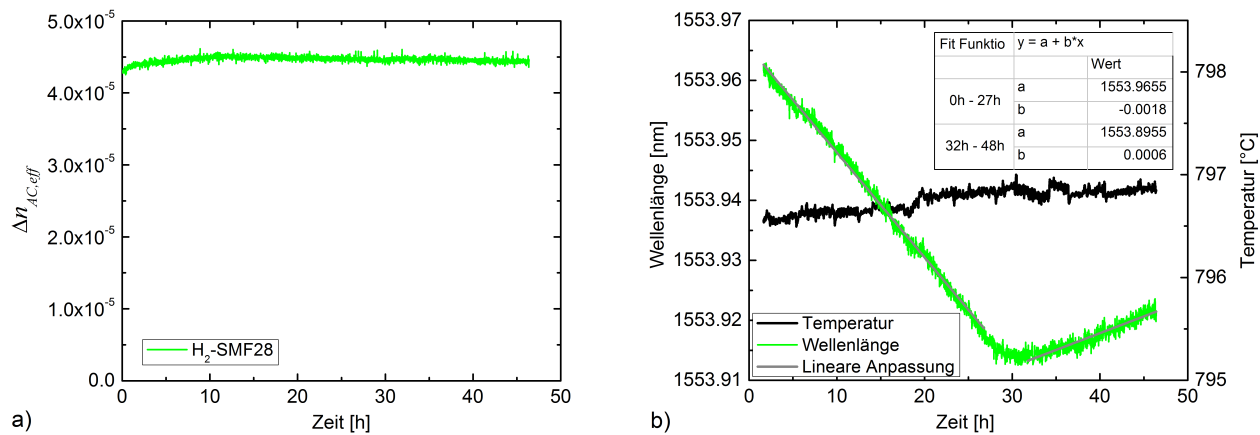 5.0x10⁻⁵
4.0x10⁻⁵
3.0x10⁻⁵
2.0x10⁻⁵
1.0x10⁻⁵
0.0
Δn_AC,eff
H₂-SMF28
0 10 20 30 40 50
Zeit [h]
a)
1553.97
1553.96
1553.95
1553.94
1553.93
1553.92
1553.91
Wellenlänge [nm]
Fit Funktio y = a + b*x
Wert
0h - 27h a 1553.9655
b -0.0018
32h - 48h a 1553.8955
b 0.0006
Temperatur
Wellenlänge
Lineare Anpassung
798
797
796
795
Temperatur [°C]
0 10 20 30 40 50
Zeit [h]
b)